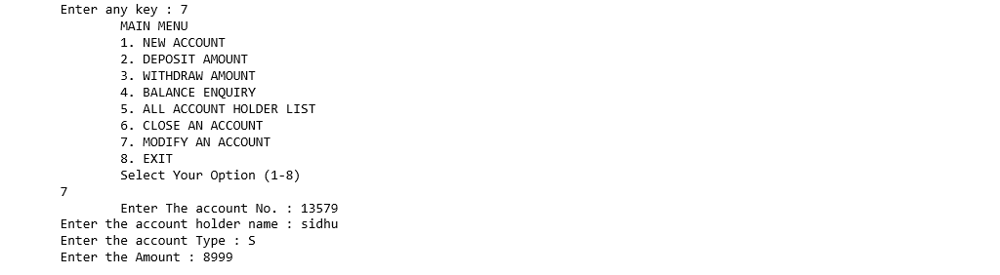 Enter any key : 7
MAIN MENU
1. NEW ACCOUNT
2. DEPOSIT AMOUNT
3. WITHDRAW AMOUNT
4. BALANCE ENQUIRY
5. ALL ACCOUNT HOLDER LIST
6. CLOSE AN ACCOUNT
7. MODIFY AN ACCOUNT
8. EXIT
Select Your Option (1-8)
7
Enter The account No. : 13579
Enter the account holder name : sidhu
Enter the account Type : S
Enter the Amount : 8999